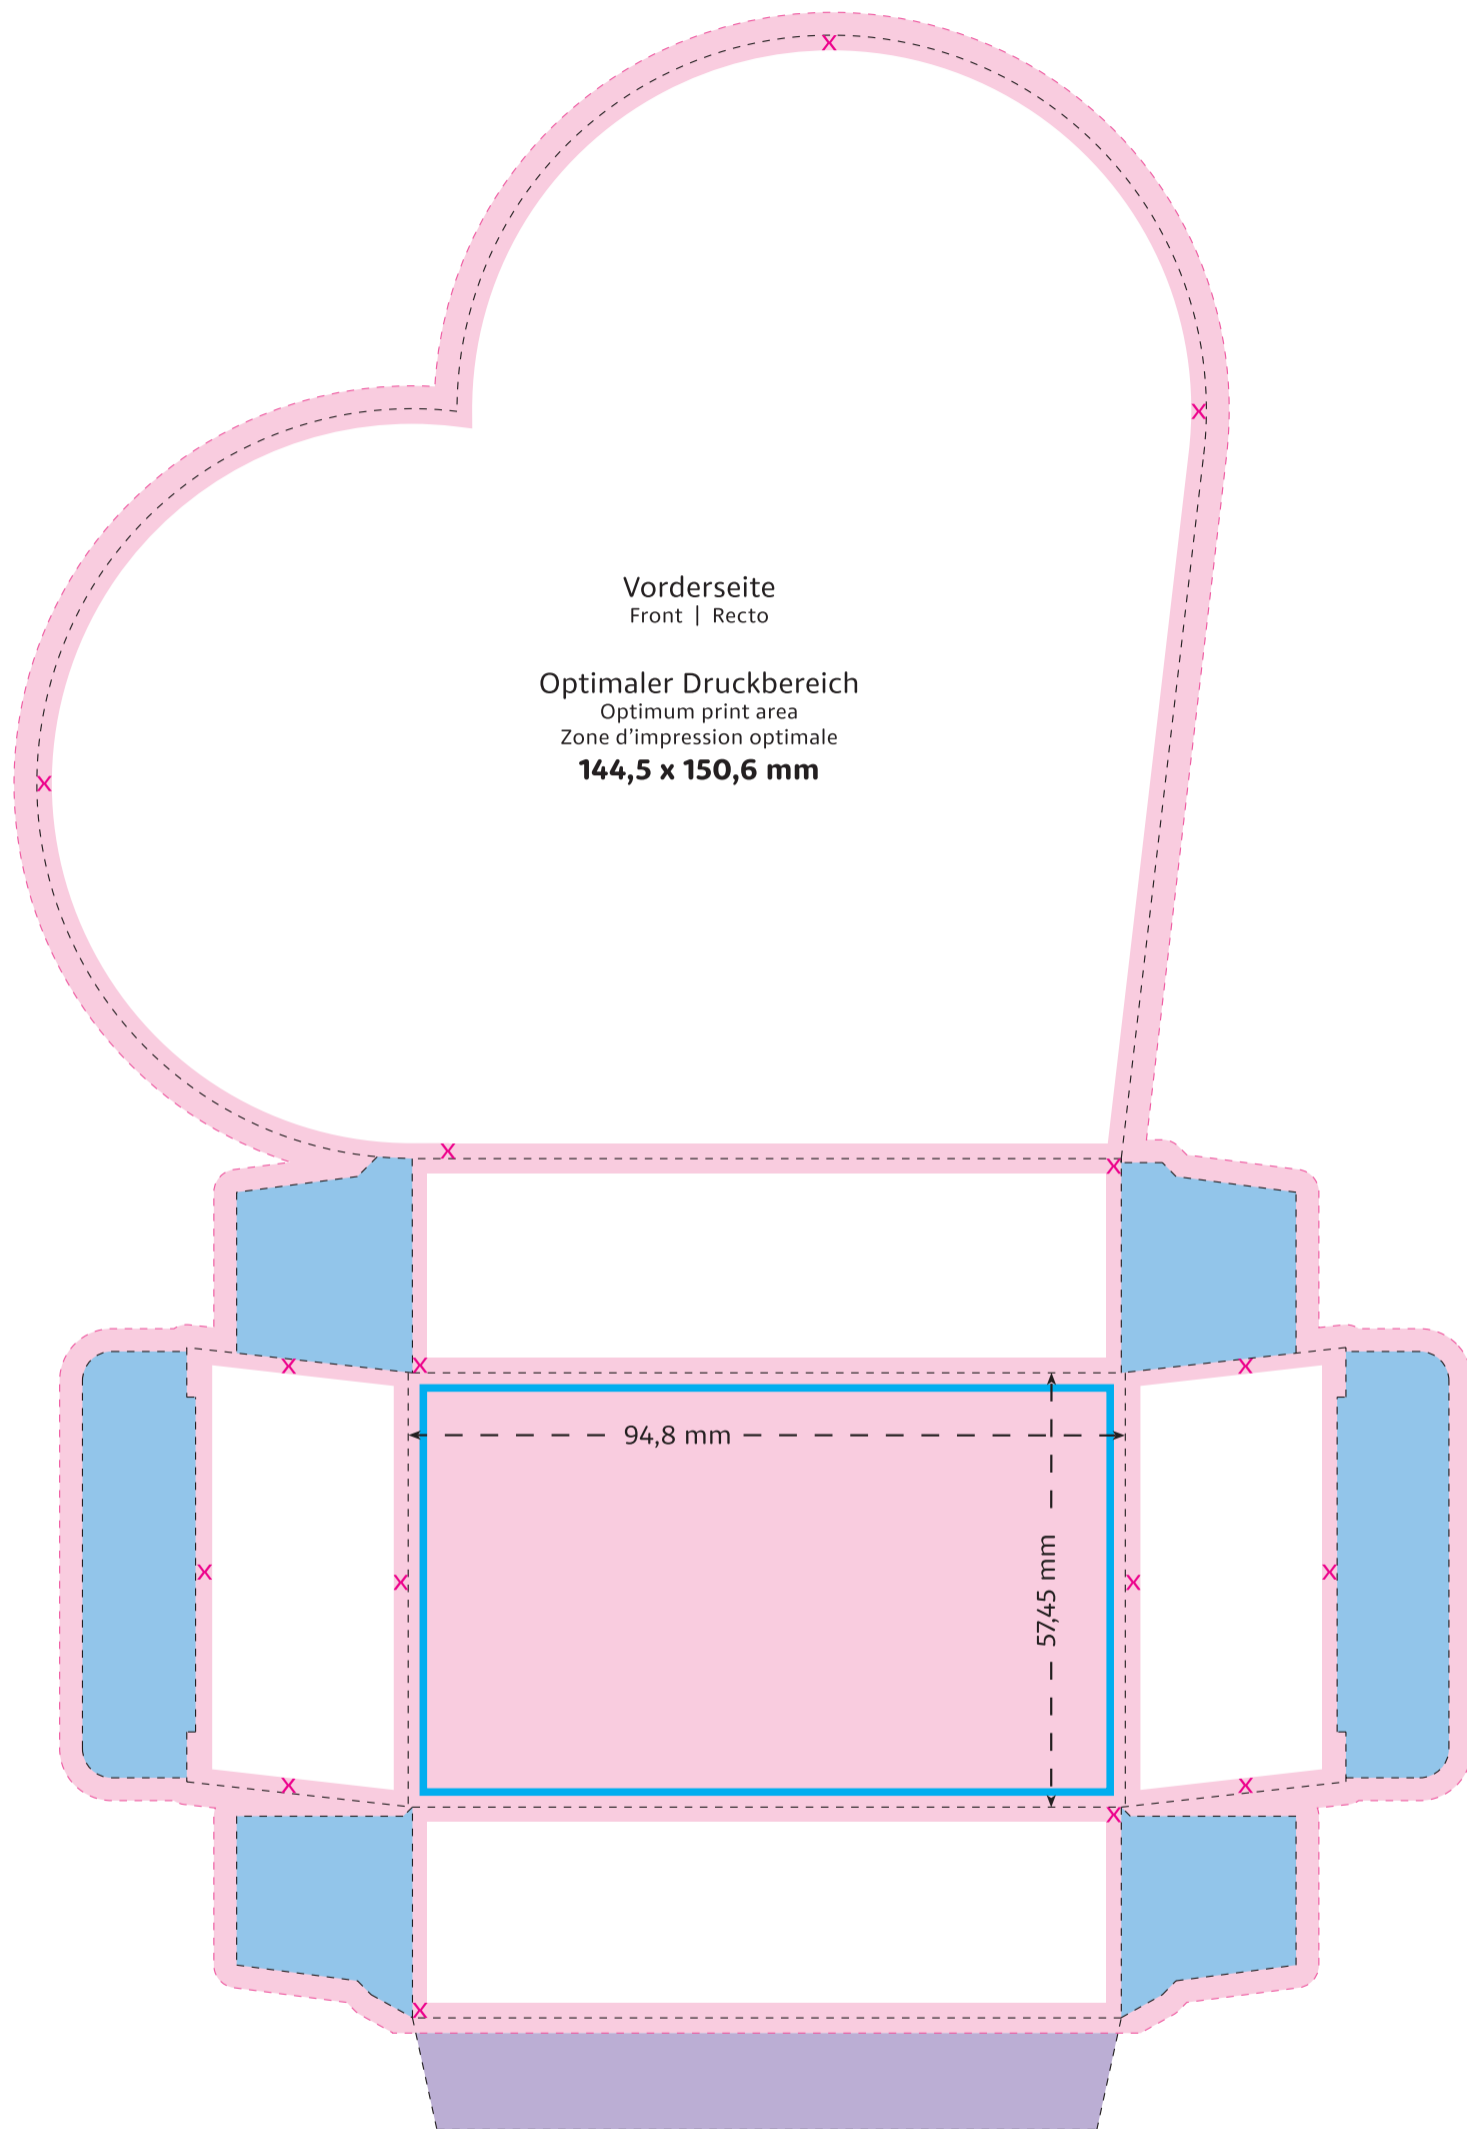 Vorderseite
Front | Recto
Optimaler Druckbereich
Optimum print area
Zone d’impression optimale
144,5 x 150,6 mm
94,8 mm
57,45 mm